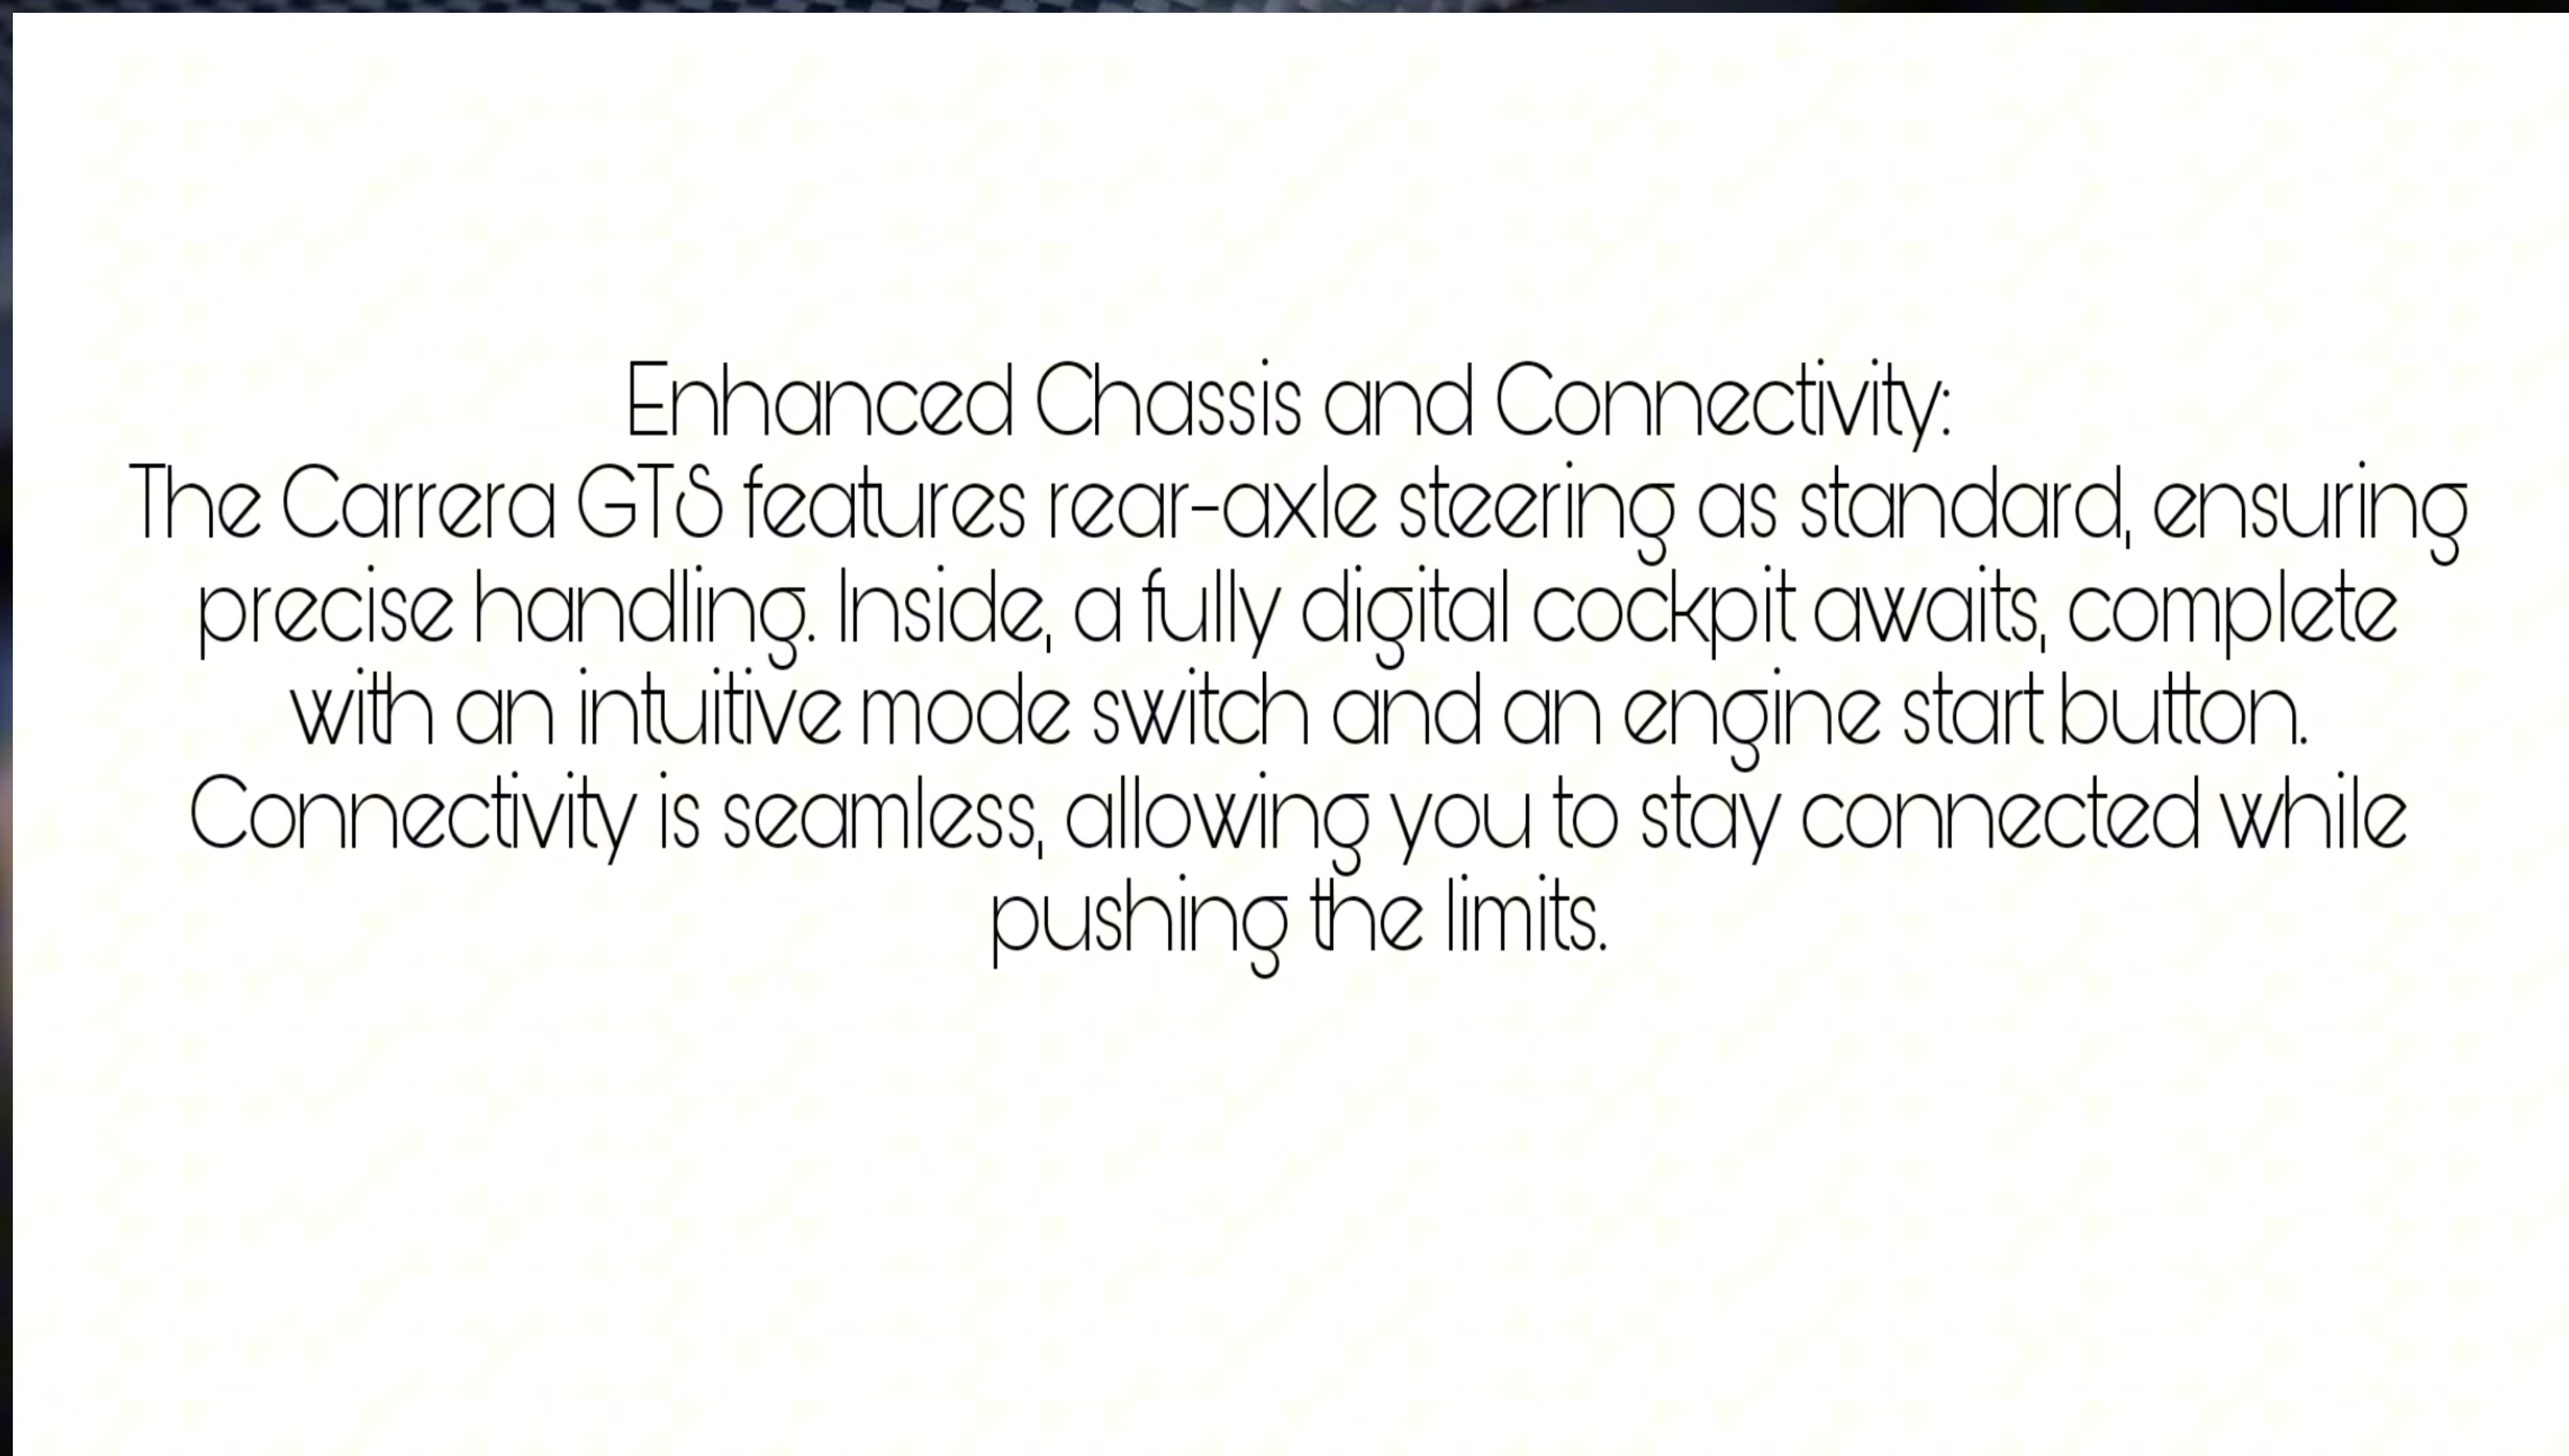 Enhanced Chassis and Connectivity:
The Carrera GTS features rear-axle steering as standard, ensuring
precise handling. Inside, a fully digital cockpit awaits, complete
with an intuitive mode switch and an engine start button.
Connectivity is seamless, allowing you to stay connected while
pushing the limits.